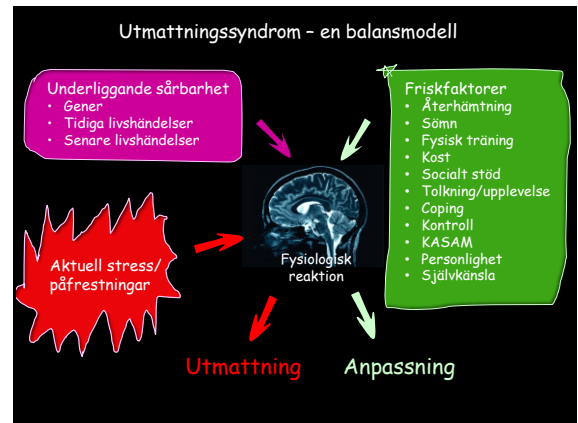 Utmattningssyndrom – en balansmodell
Underliggande sårbarhet
• Gener
• Tidiga livshändelser
• Senare livshändelser
Friskfaktorer
• Återhämtning
• Sömn
• Fysisk träning
• Kost
• Socialt stöd
• Tolkning/upplevelse
• Coping
• Kontroll
• KASAM
• Personlighet
• Självkänsla
Aktuell stress/
påfrestningar
Fysiologisk
reaktion
Utmattning
Anpassning